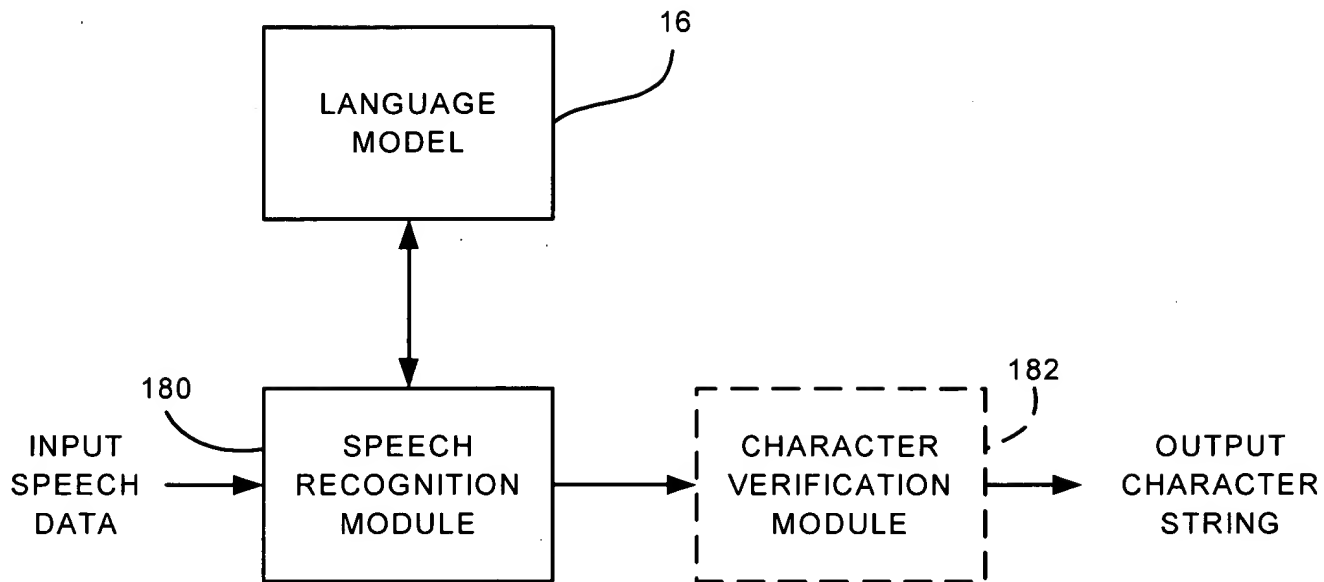 16
LANGUAGE
MODEL
180
182
INPUT
SPEECH
DATA
SPEECH
RECOGNITION
MODULE
CHARACTER
VERIFICATION
MODULE
OUTPUT
CHARACTER
STRING